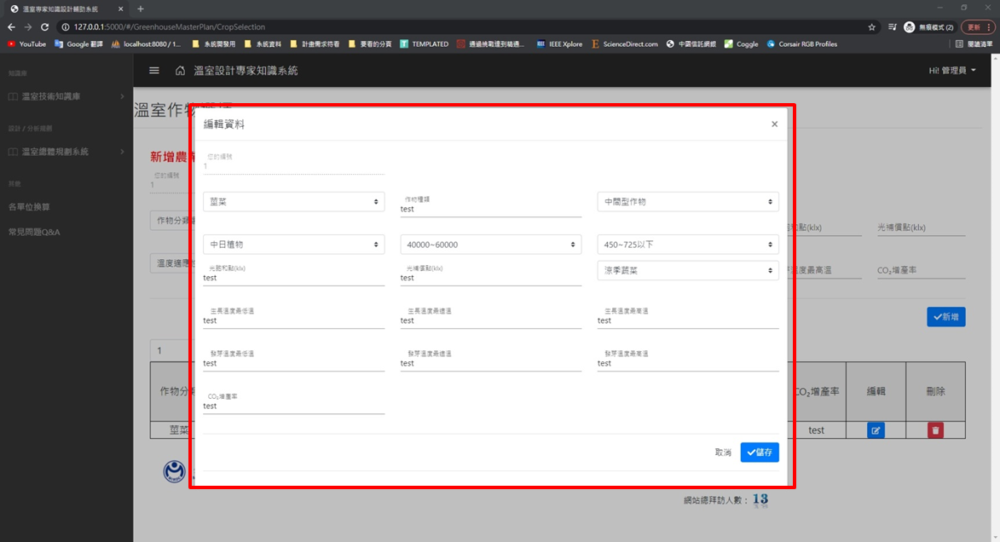 溫室專家知識設計輔助系統
127.0.0.1:5000/#/GreenhouseMasterPlan/CropSelection
無痕模式 (2)
更新
YouTube
Google 翻譯
localhost:8080 / 1...
系統開發用
系統資料
計畫需求符看
要看的分頁
TEMPLATED
通過挑戰達到精通...
IEEE Xplore
ScienceDirect.com
中國信託網銀
Coggle
Corsair RGB Profiles
閱讀清單
知識庫
溫室技術知識庫
設計 / 分析規劃
溫室總體規劃系統
其他
各單位換算
常見問題Q&A
溫室設計專家知識系統
Hi! 管理員
溫室作物
編輯資料
×
新增農
您的編號
1
您的編號
1
莖菜
作物種類
test
中間型作物
作物分類
中日植物
40000~60000
450~725以下
光補償點(klx)
溫度適應
光飽和點(klx)
test
光補償點(klx)
test
涼季蔬菜
溫度最高溫
CO₂增產率
生長溫度最低溫
test
生長溫度最適溫
test
生長溫度最高溫
test
新增
發芽溫度最低溫
test
發芽溫度最適溫
test
發芽溫度最高溫
test
1
作物分
CO₂增產率
test
CO₂增產率
編輯
刪除
莖菜
test
取消
儲存
網站總拜訪人數：
13